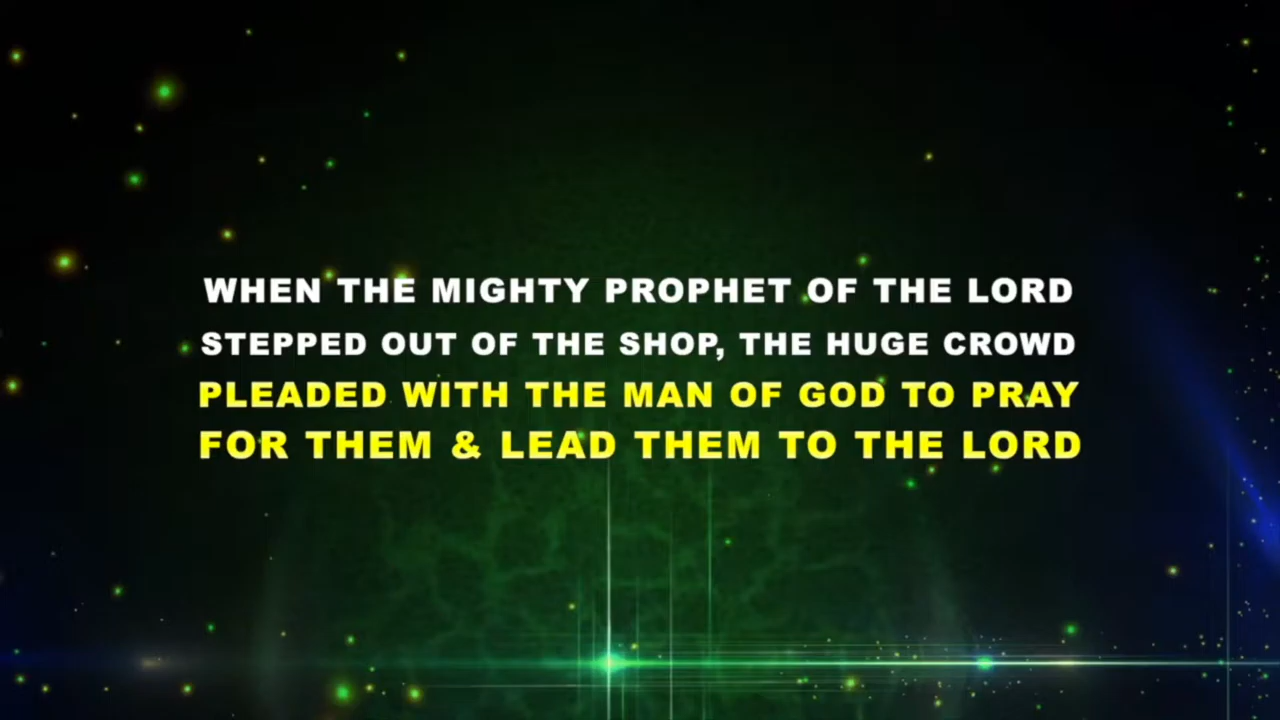 WHEN THE MIGHTY PROPHET OF THE LORD
STEPPED OUT OF THE SHOP, THE HUGE CROWD
PLEADED WITH THE MAN OF GOD TO PRAY
FOR THEM & LEAD THEM TO THE LORD